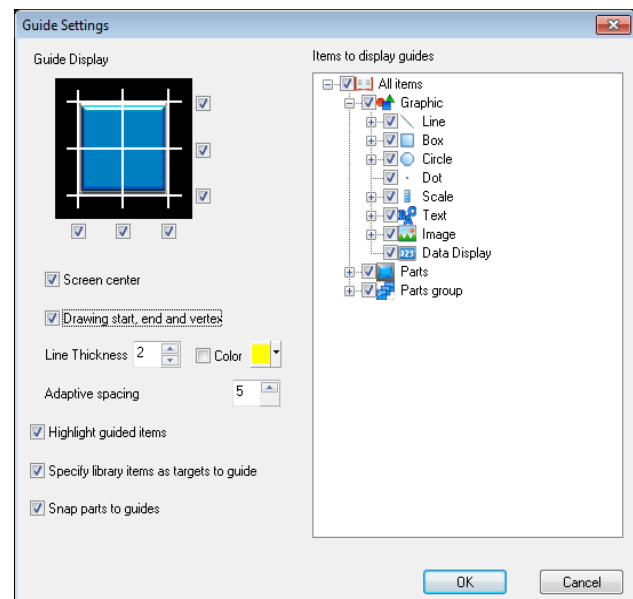 Guide Settings
Guide Display
Screen center
Drawing start, end and vertex
Line Thickness 2 Color
Adaptive spacing 5
Highlight guided items
Specify library items as targets to guide
Snap parts to guides
Items to display guides
All items
Graphic
Line
Box
Circle
Dot
Scale
Text
Image
123 Data Display
Parts
Parts group
OK Cancel